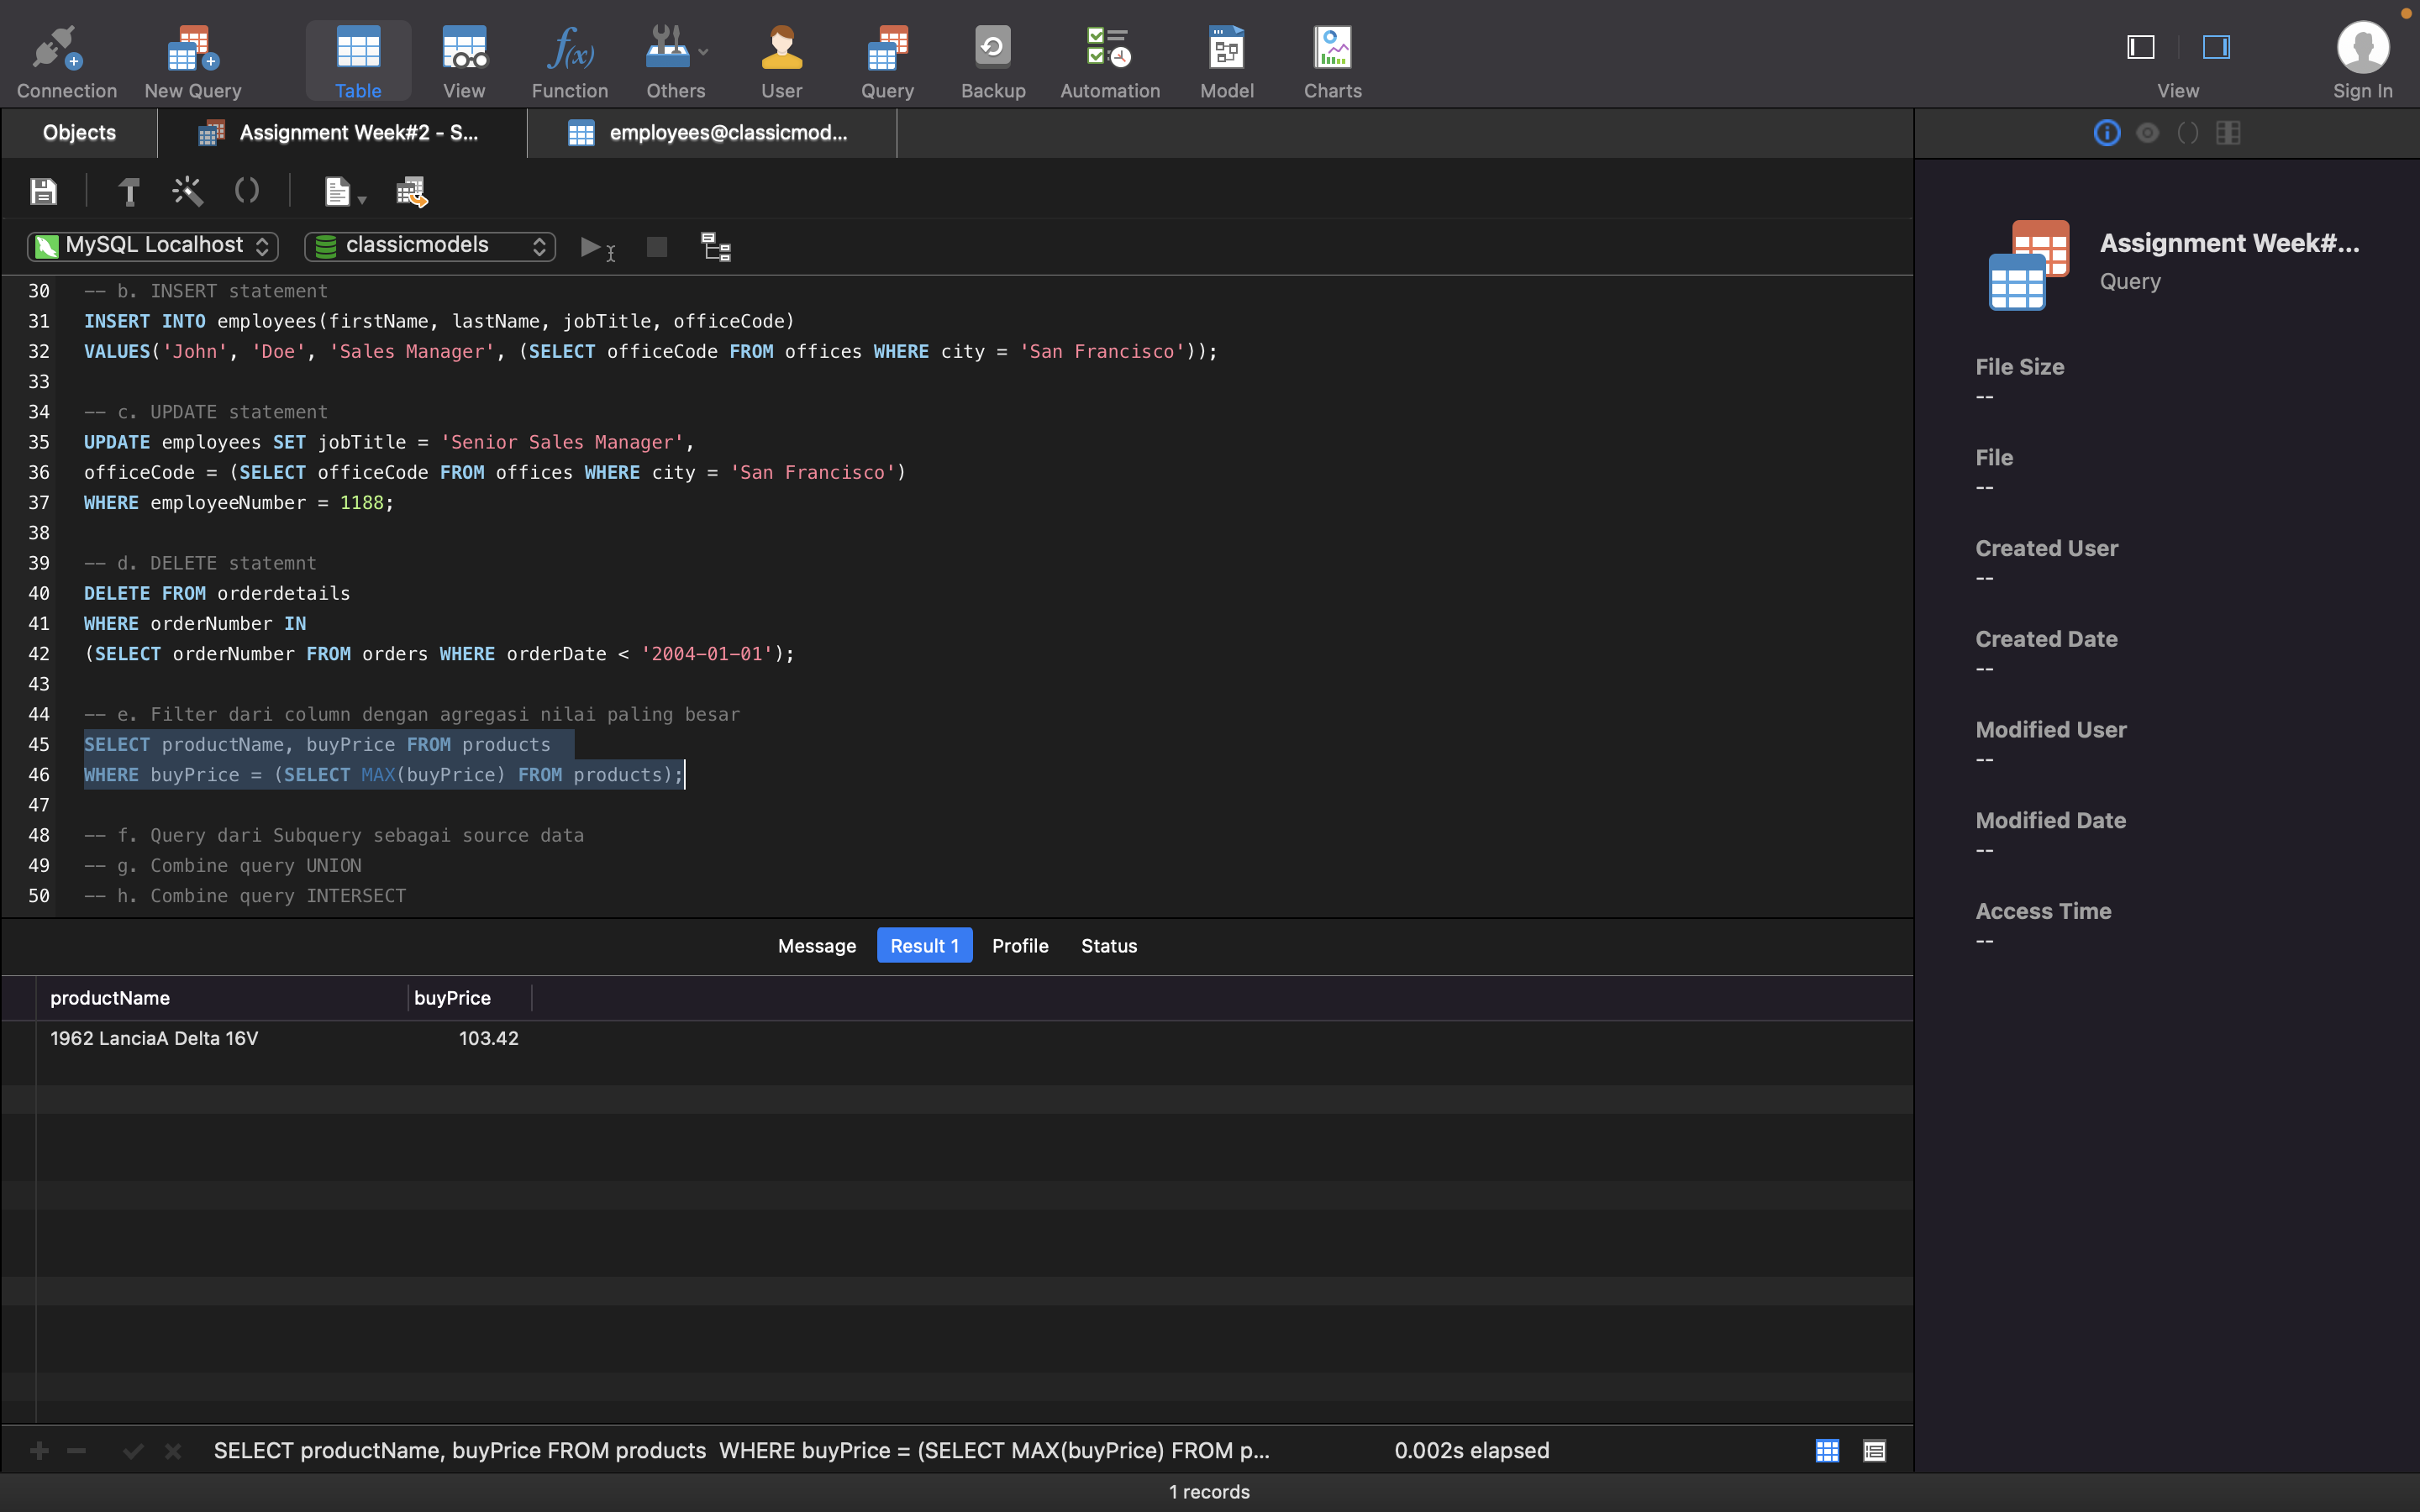 Connection New Query Table View Function Others User Query Backup Automation Model Charts View Sign In
Objects Assignment Week#2 - S... employees@classicmod...
MySQL Localhost classicmodels
30 -- b. INSERT statement
31 INSERT INTO employees(firstName, lastName, jobTitle, officeCode)
32 VALUES('John', 'Doe', 'Sales Manager', (SELECT officeCode FROM offices WHERE city = 'San Francisco'));
33
34 -- c. UPDATE statement
35 UPDATE employees SET jobTitle = 'Senior Sales Manager',
36 officeCode = (SELECT officeCode FROM offices WHERE city = 'San Francisco')
37 WHERE employeeNumber = 1188;
38
39 -- d. DELETE statemnt
40 DELETE FROM orderdetails
41 WHERE orderNumber IN
42 (SELECT orderNumber FROM orders WHERE orderDate < '2004-01-01');
43
44 -- e. Filter dari column dengan agregasi nilai paling besar
45 SELECT productName, buyPrice FROM products
46 WHERE buyPrice = (SELECT MAX(buyPrice) FROM products);
47
48 -- f. Query dari Subquery sebagai source data
49 -- g. Combine query UNION
50 -- h. Combine query INTERSECT
Message Result 1 Profile Status
productName buyPrice
1962 LanciaA Delta 16V 103.42
SELECT productName, buyPrice FROM products WHERE buyPrice = (SELECT MAX(buyPrice) FROM p... 0.002s elapsed
1 records
Assignment Week#...
Query
File Size
--
File
--
Created User
--
Created Date
--
Modified User
--
Modified Date
--
Access Time
--